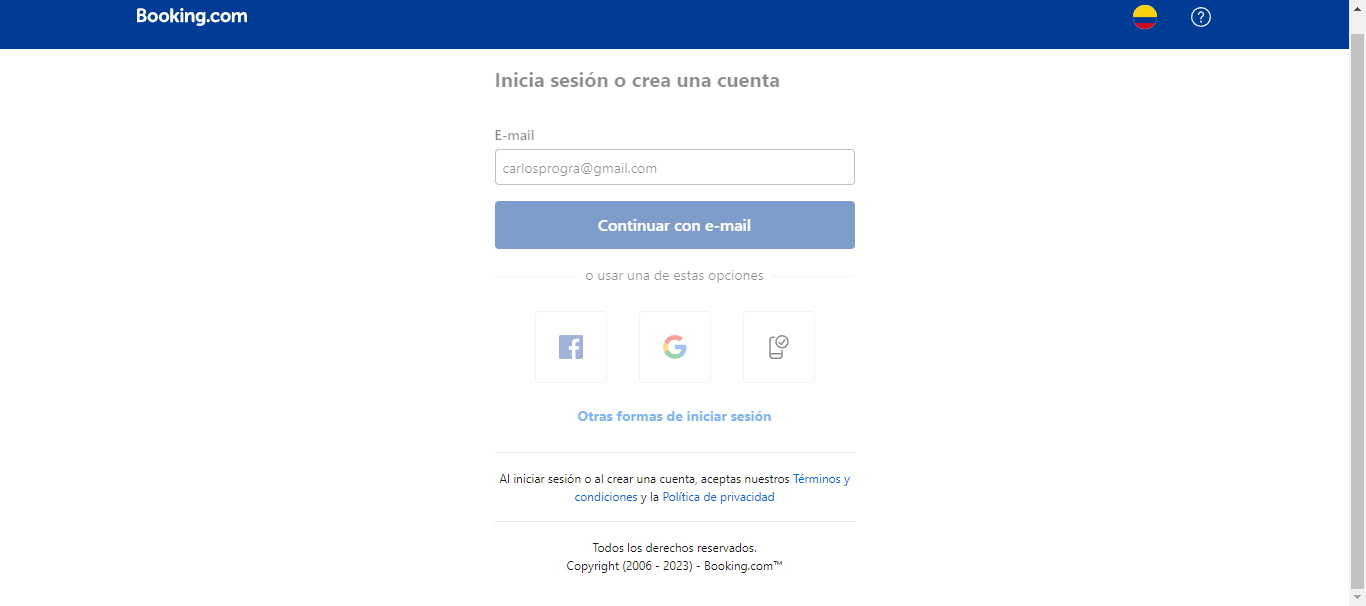 Booking.com
Inicia sesión o crea una cuenta
E-mail
carlosprogra@gmail.com
Continuar con e-mail
o usar una de estas opciones
Otras formas de iniciar sesión
Al iniciar sesión o al crear una cuenta, aceptas nuestros Términos y
condiciones y la Política de privacidad
Todos los derechos reservados.
Copyright (2006 - 2023) - Booking.com™